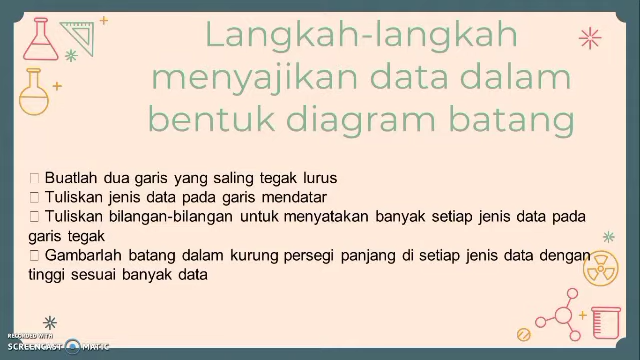 Langkah-langkah
menyajikan data dalam
bentuk diagram batang
□ Buatlah dua garis yang saling tegak lurus
□ Tuliskan jenis data pada garis mendatar
□ Tuliskan bilangan-bilangan untuk menyatakan banyak setiap jenis data pada
garis tegak
□ Gambarlah batang dalam kurung persegi panjang di setiap jenis data dengan
tinggi sesuai banyak data
RECORDED WITH
SCREENCAST MATIC